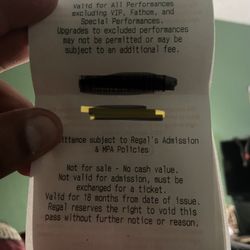 Valid for All Performances
excluding VIP, Fathom, and
Special Performances.
Upgrades to excluded performances
may not be permitted or may be
subject to an additional fee.
mittance subject to Regal's Admission
& MPA Policies
Not for sale - No cash value.
Not valid for admission, must be
exchanged for a ticket.
Valid for 18 months from date of issue.
Regal reserves the right to void this
pass without further notice or reason.